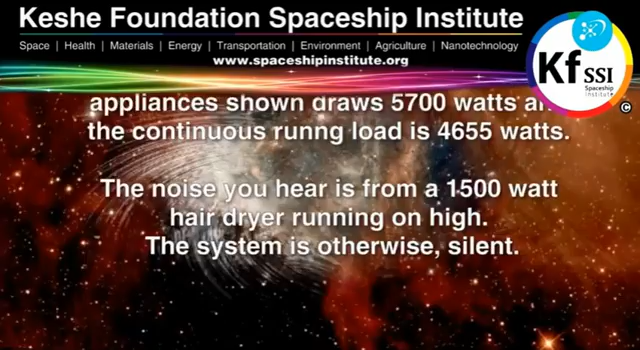 Keshe Foundation Spaceship Institute
Space | Health | Materials | Energy | Transportation | Environment | Agriculture | Nanotechnology
www.spaceshipinstitute.org
Kf SSI
Spaceship
Institute
©
appliances shown draws 5700 watts
the continuous runng load is 4655 watts.
The noise you hear is from a 1500 watt
hair dryer running on high.
The system is otherwise, silent.